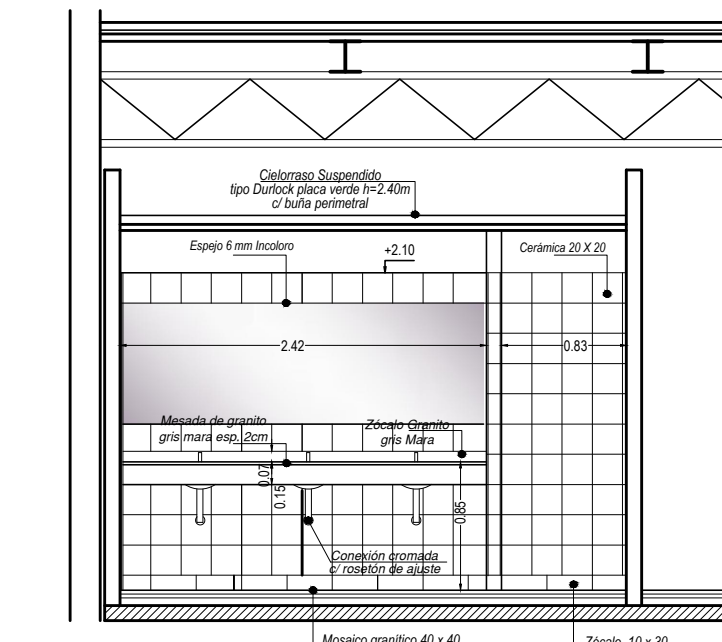 Cielorraso Suspendido
tipo Durlock placa verde h=2.40m
c/ buña perimetral
Espejo 6 mm Incoloro
+2.10
Cerámica 20 X 20
2.42
0.83
Mesada de granito
gris mara esp. 2cm
Zócalo Granito
gris Mara
0.07
0.15
0.85
Conexión cromada
c/ rosetón de ajuste
Mosaico granítico 40 x 40
Zócalo 10 x 30